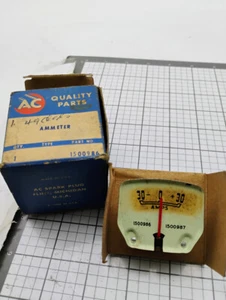 AC
QUALITY
PARTS
AMMETER
QTY. TYPE PART NO.
1 1500986
AC SPARK PLUG
FLINT, MICHIGAN
U.S.A.
30 0 30
AMPS
1500986 1500987